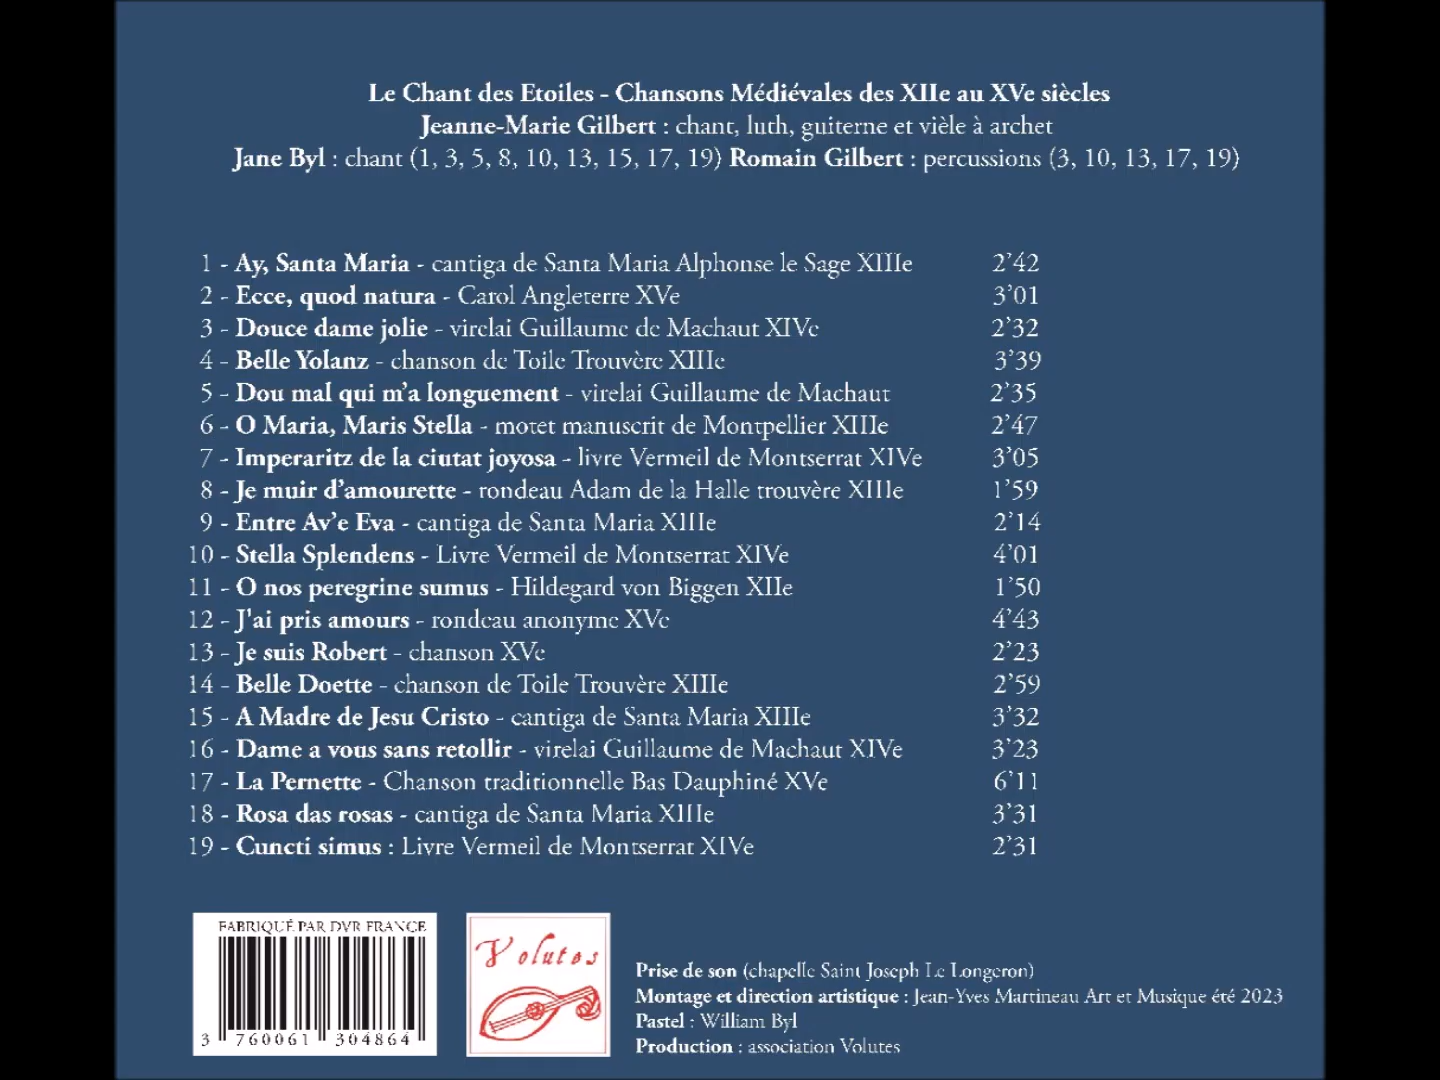 Le Chant des Etoiles - Chansons Médiévales des XIIe au XVe siècles
Jeanne-Marie Gilbert : chant, luth, guiterne et vièle à archet
Jane Byl : chant (1, 3, 5, 8, 10, 13, 15, 17, 19) Romain Gilbert : percussions (3, 10, 13, 17, 19)
1 - Ay, Santa Maria - cantiga de Santa Maria Alphonse le Sage XIIIe 2’42
2 - Ecce, quod natura - Carol Angleterre XVe 3’01
3 - Douce dame jolie - virelai Guillaume de Machaut XIVe 2’32
4 - Belle Yolanz - chanson de Toile Trouvère XIIIe 3’39
5 - Dou mal qui m’a longuement - virelai Guillaume de Machaut 2’35
6 - O Maria, Maris Stella - motet manuscrit de Montpellier XIIIe 2’47
7 - Imperaritz de la ciutat joyosa - livre Vermeil de Montserrat XIVe 3’05
8 - Je muir d’amourette - rondeau Adam de la Halle trouvère XIIIe 1’59
9 - Entre Av’e Eva - cantiga de Santa Maria XIIIe 2’14
10 - Stella Splendens - Livre Vermeil de Montserrat XIVe 4’01
11 - O nos peregrine sumus - Hildegard von Biggen XIIe 1’50
12 - J'ai pris amours - rondeau anonyme XVe 4’43
13 - Je suis Robert - chanson XVe 2’23
14 - Belle Doette - chanson de Toile Trouvère XIIIe 2’59
15 - A Madre de Jesu Cristo - cantiga de Santa Maria XIIIe 3’32
16 - Dame a vous sans retollir - virelai Guillaume de Machaut XIVe 3’23
17 - La Pernette - Chanson traditionnelle Bas Dauphiné XVe 6’11
18 - Rosa das rosas - cantiga de Santa Maria XIIIe 3’31
19 - Cuncti simus : Livre Vermeil de Montserrat XIVe 2’31
FABRIQUÉ PAR DVR FRANCE
3 760061 304864
Volutes
Prise de son (chapelle Saint Joseph Le Longeron)
Montage et direction artistique : Jean-Yves Martineau Art et Musique été 2023
Pastel : William Byl
Production : association Volutes